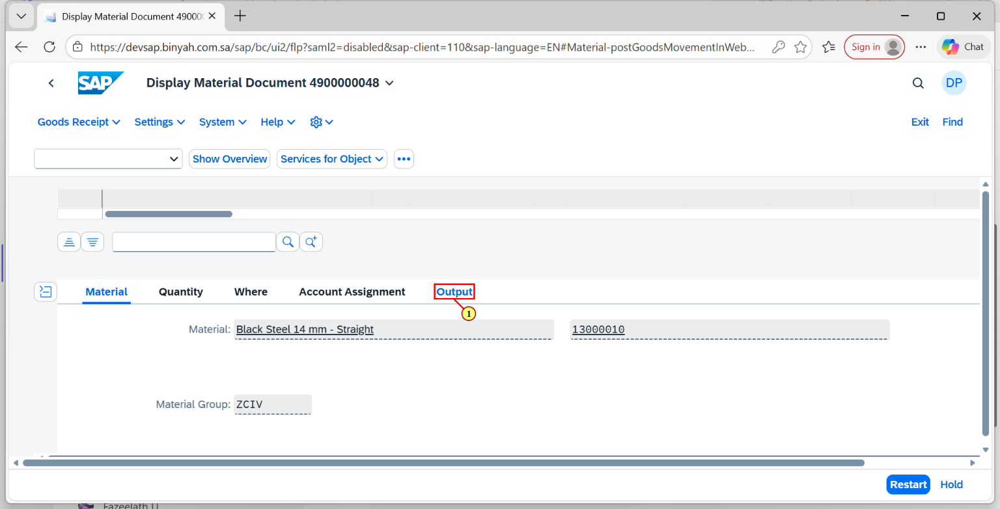 Display Material Document 49000
https://devsap.binyah.com.sa/sap/bc/ui2/flp?saml2=disabled&sap-client=110&sap-language=EN#Material-postGoodsMovementInWeb...
Sign in
Chat
SAP
Display Material Document 4900000048
DP
Goods Receipt
Settings
System
Help
Exit
Find
Show Overview
Services for Object
Material
Quantity
Where
Account Assignment
Output
1
Material:
Black Steel 14 mm - Straight
13000010
Material Group:
ZCIV
Restart
Hold
Fazeelath U